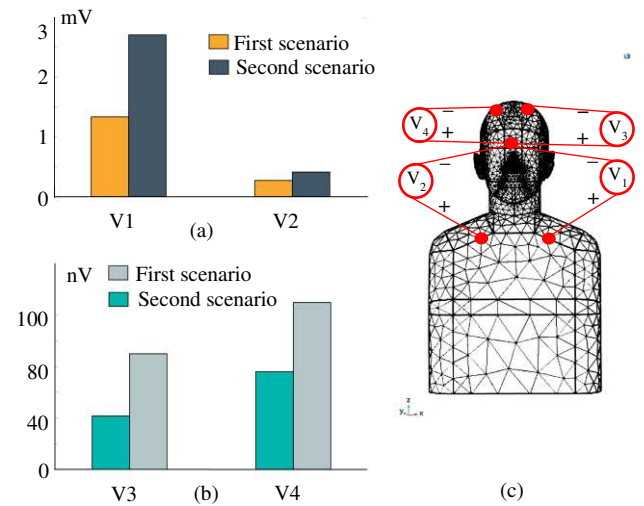 mV
3
1
0
First scenario
Second scenario
V1
V2
(a)
nV
100
80
40
0
First scenario
Second scenario
V3
(b)
V4
V4
−
+
−
+
V3
V2
−
+
−
+
V1
z
y
x
(c)